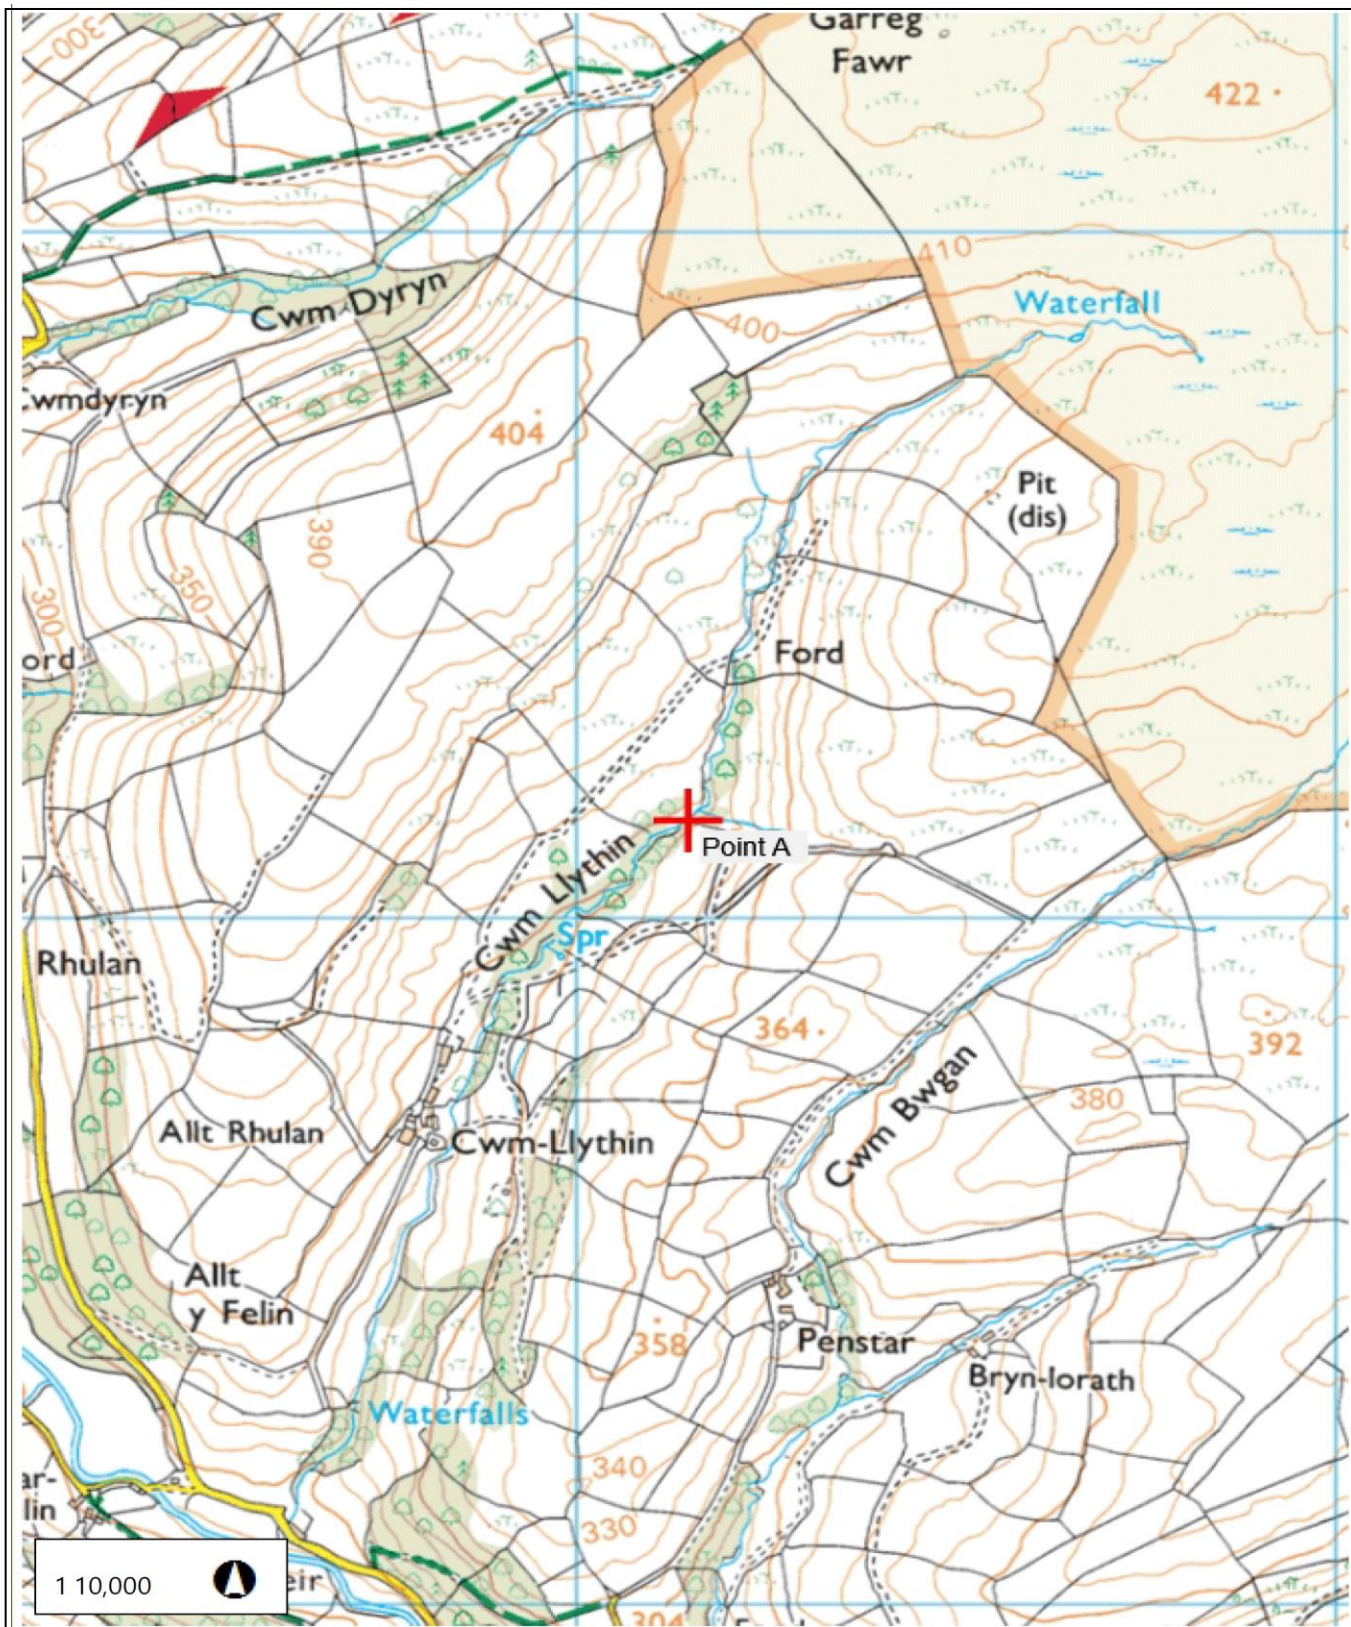 Garreg
Fawr
300
422
410
Waterfall
Cwm Dyryn
400
404
390
350
300
Pit
(dis)
Ford
Point A
Cwm Llythin
Spr
Rhulan
364
392
Cwm Bwgan
380
Allt Rhulan
Cwm-Llythin
Allt
y Felin
358
Penstar
Bryn-Iorath
Waterfalls
340
330
304
1 10,000